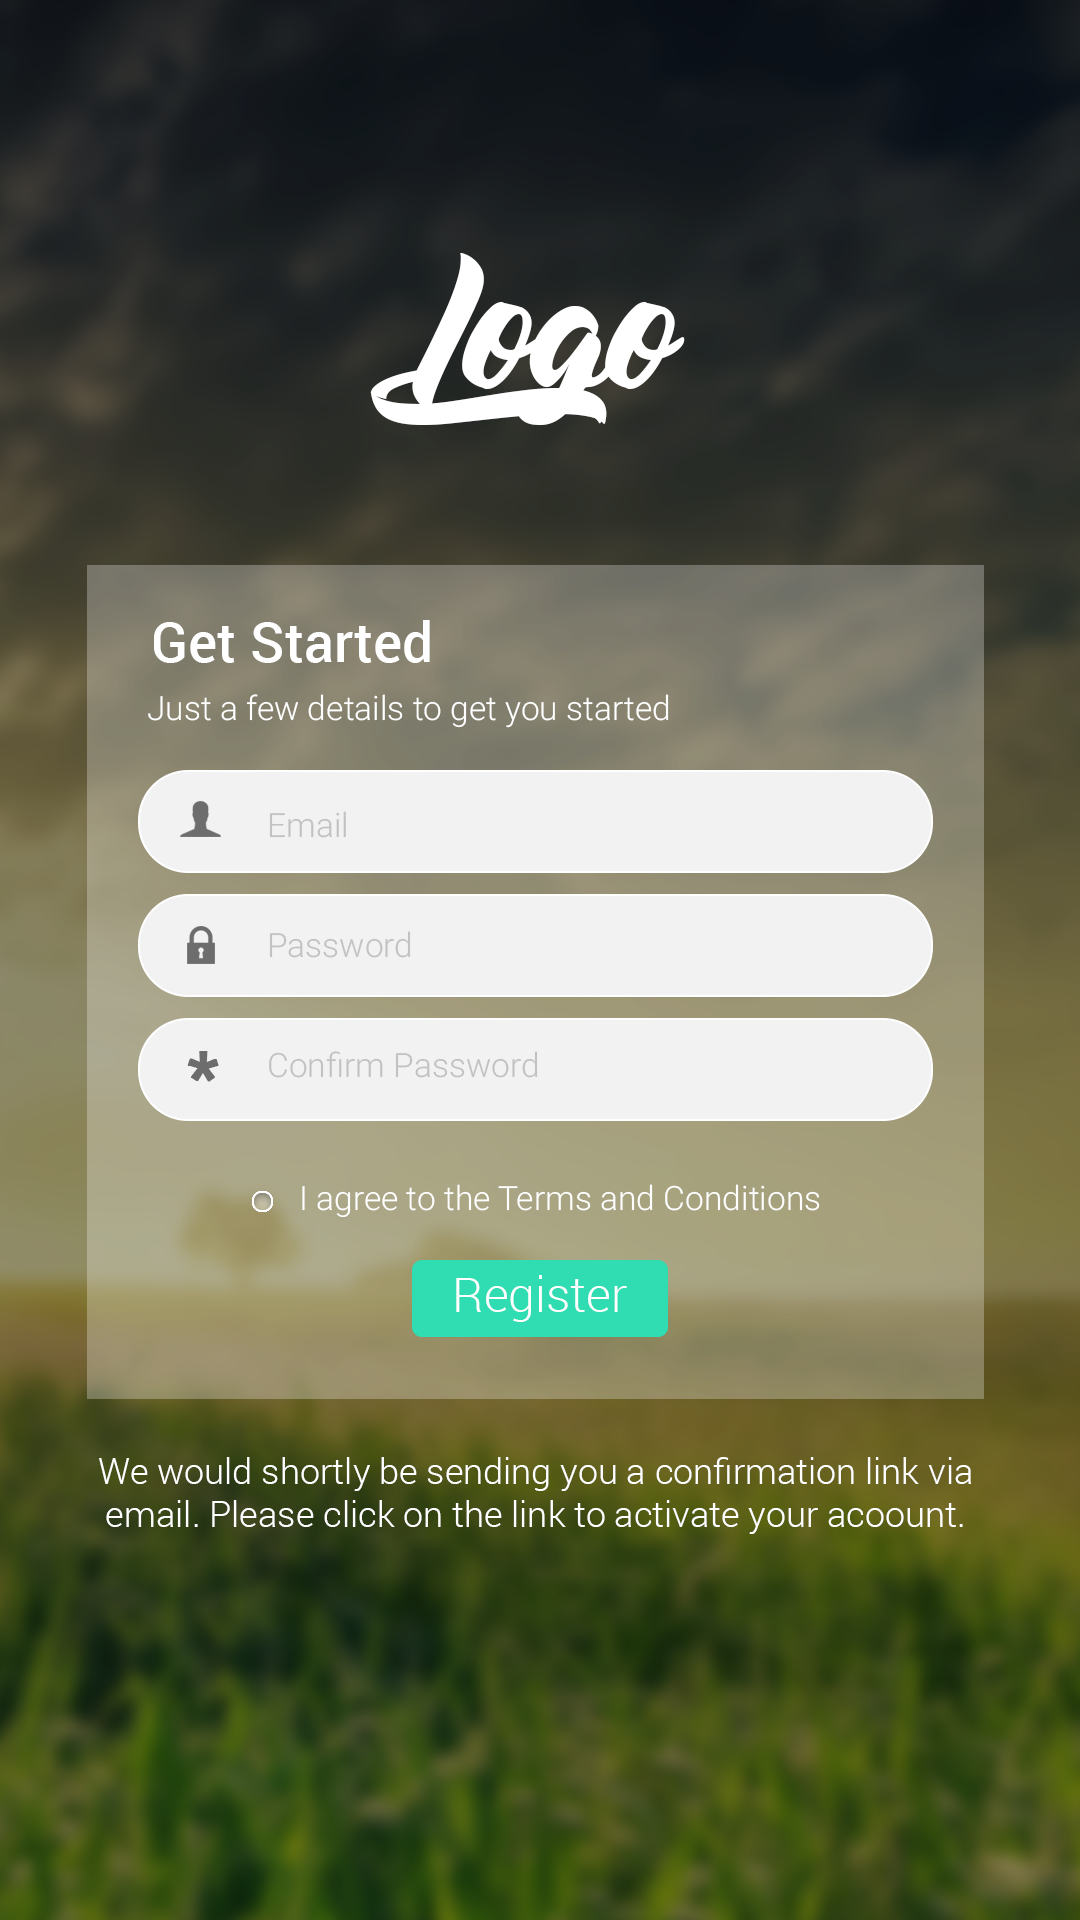 Logo
Get Started
Just a few details to get you started
Email
Password
Confirm Password
I agree to the Terms and Conditions
Register
We would shortly be sending you a confirmation link via
email. Please click on the link to activate your acoount.